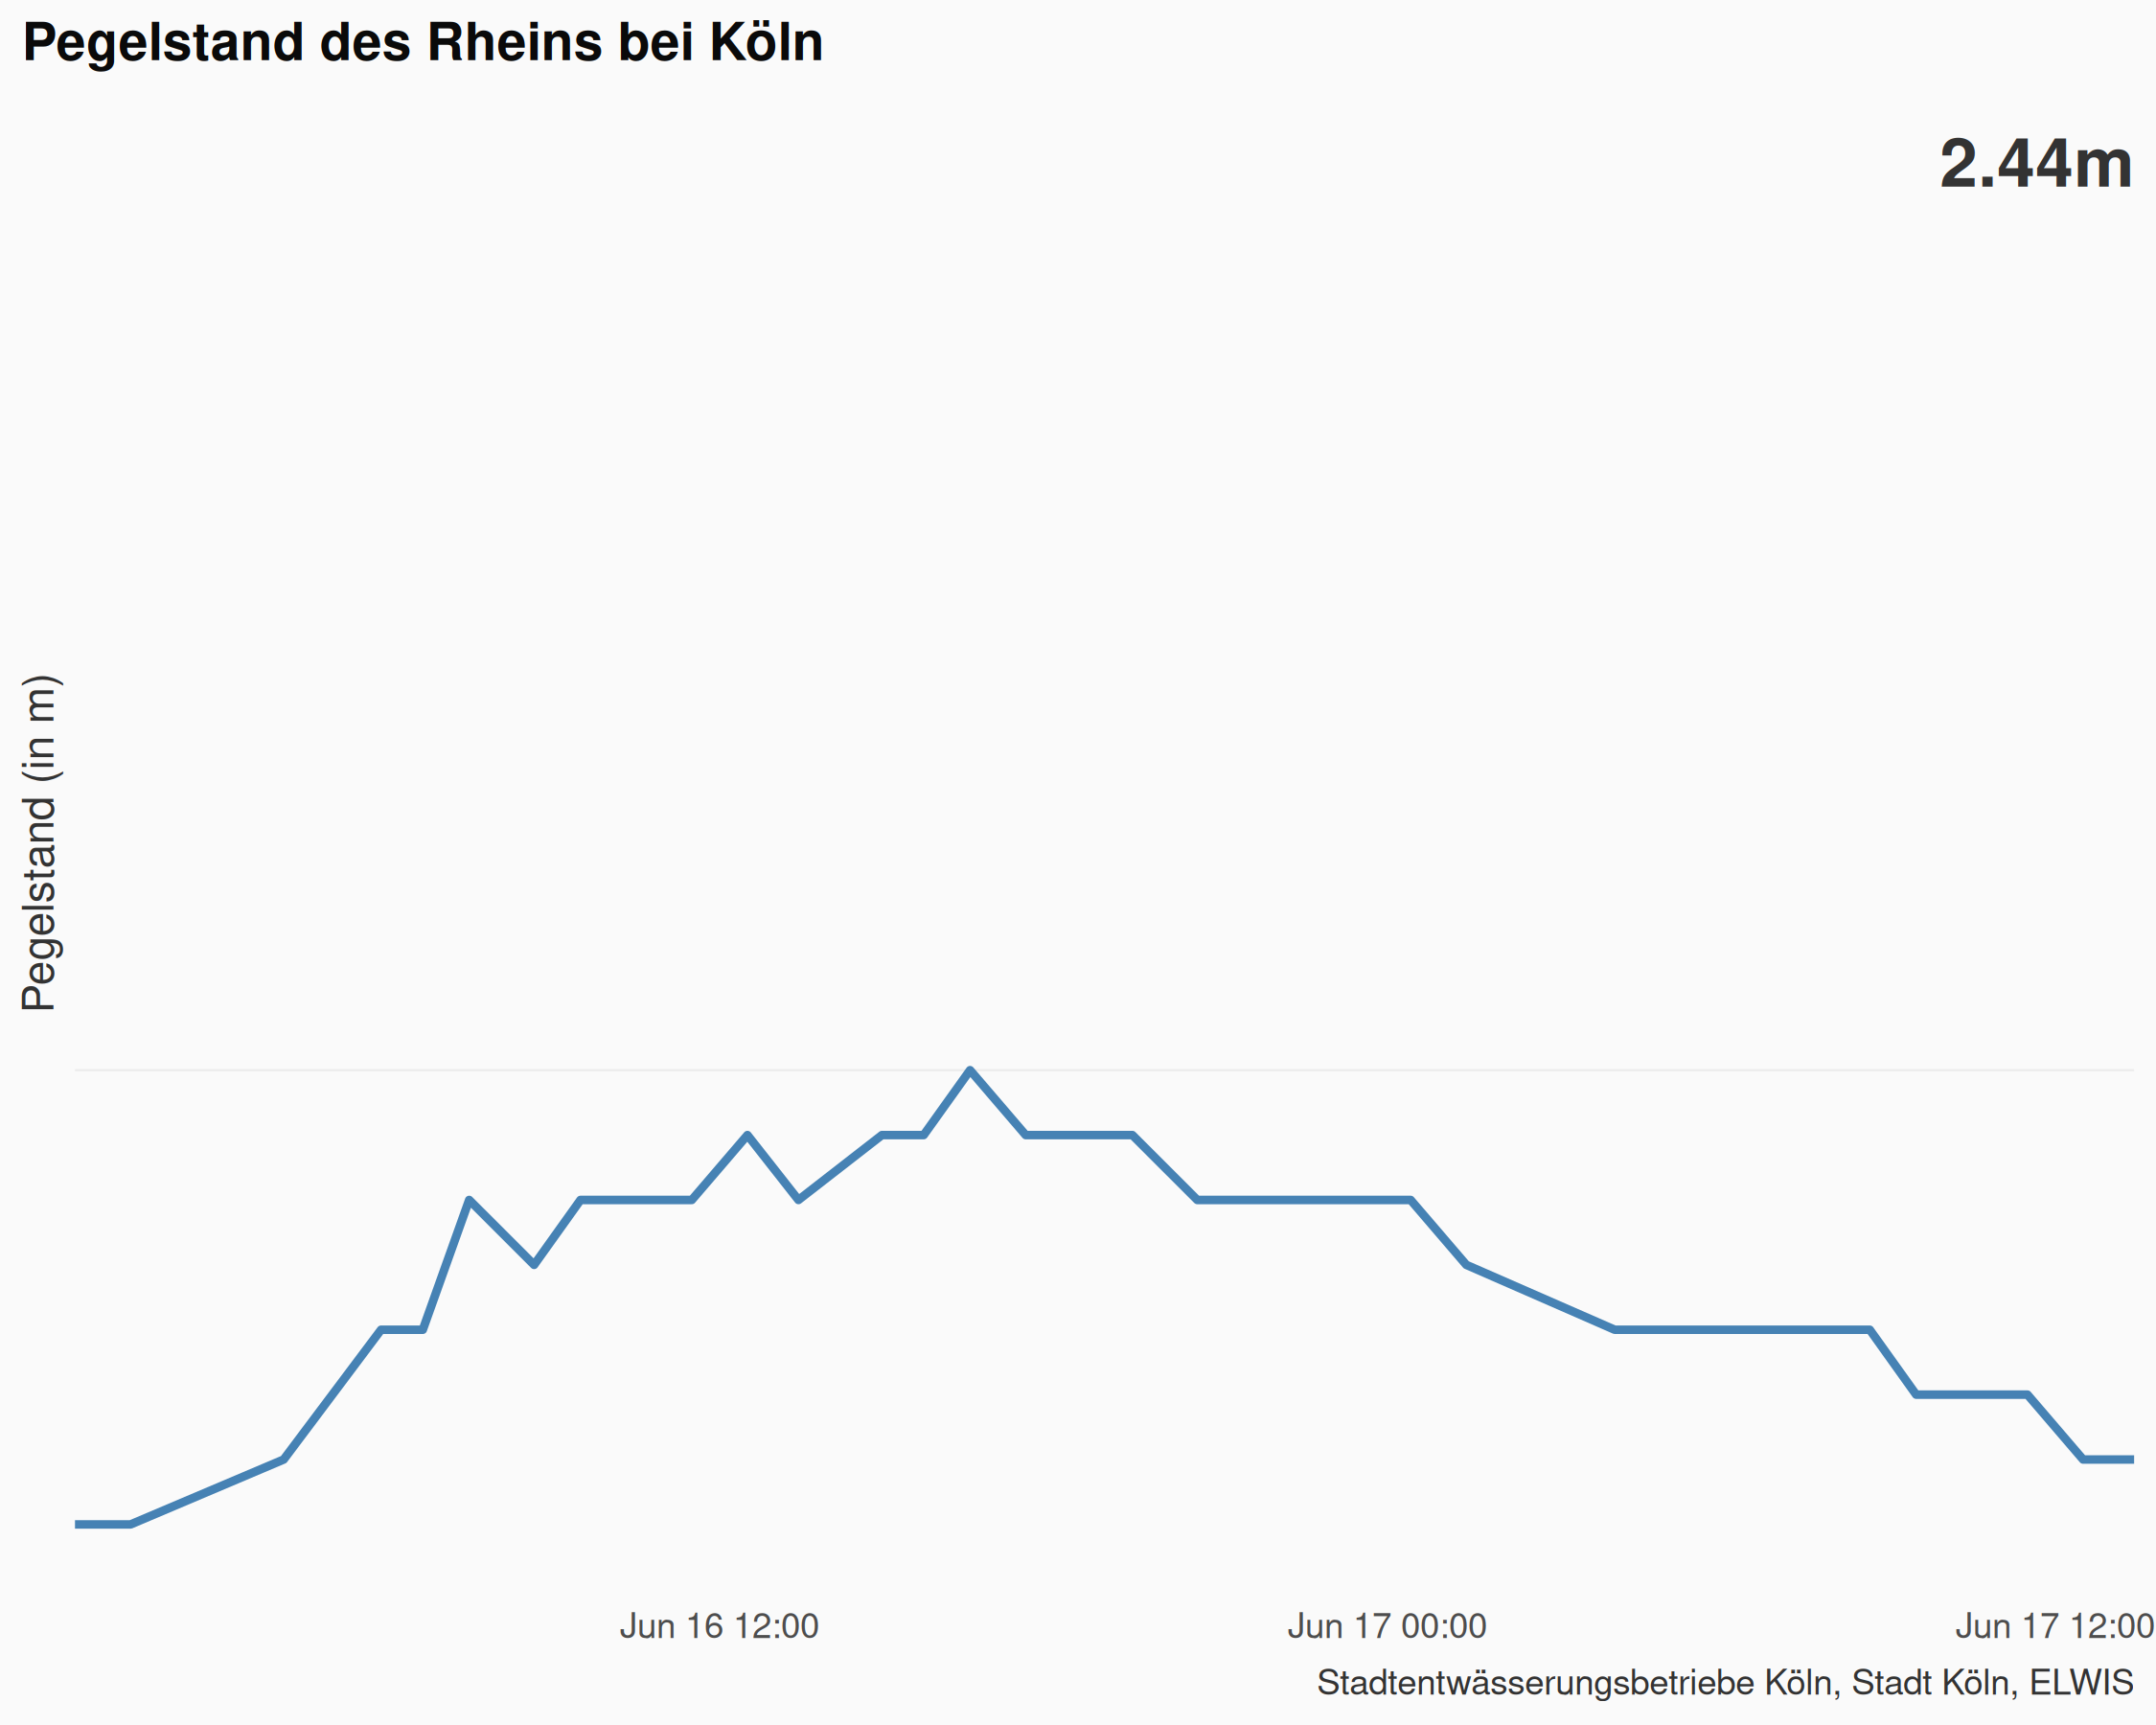 Pegelstand des Rheins bei Köln
2.44m
Pegelstand (in m)
Jun 16 12:00
Jun 17 00:00
Jun 17 12:00
Stadtentwässerungsbetriebe Köln, Stadt Köln, ELWIS